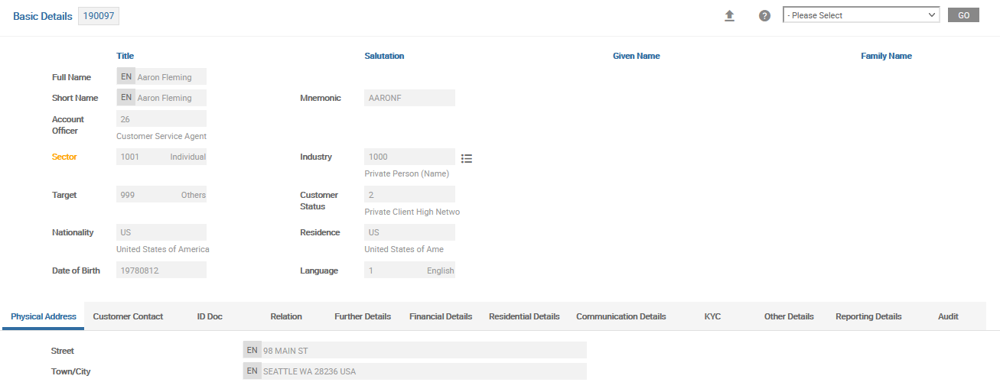 Basic Details 190097 ? - Please Select GO
Title Salutation Given Name Family Name
Full Name EN Aaron Fleming
Short Name EN Aaron Fleming Mnemonic AARONF
Account
Officer 26
Customer Service Agent
Sector 1001 Individual Industry 1000
Private Person (Name)
Target 999 Others Customer
Status 2
Private Client High Netwo
Nationality US Residence US
United States of America United States of Ame
Date of Birth 19780812 Language 1 English
Physical Address Customer Contact ID Doc Relation Further Details Financial Details Residential Details Communication Details KYC Other Details Reporting Details Audit
Street EN 98 MAIN ST
Town/City EN SEATTLE WA 28236 USA